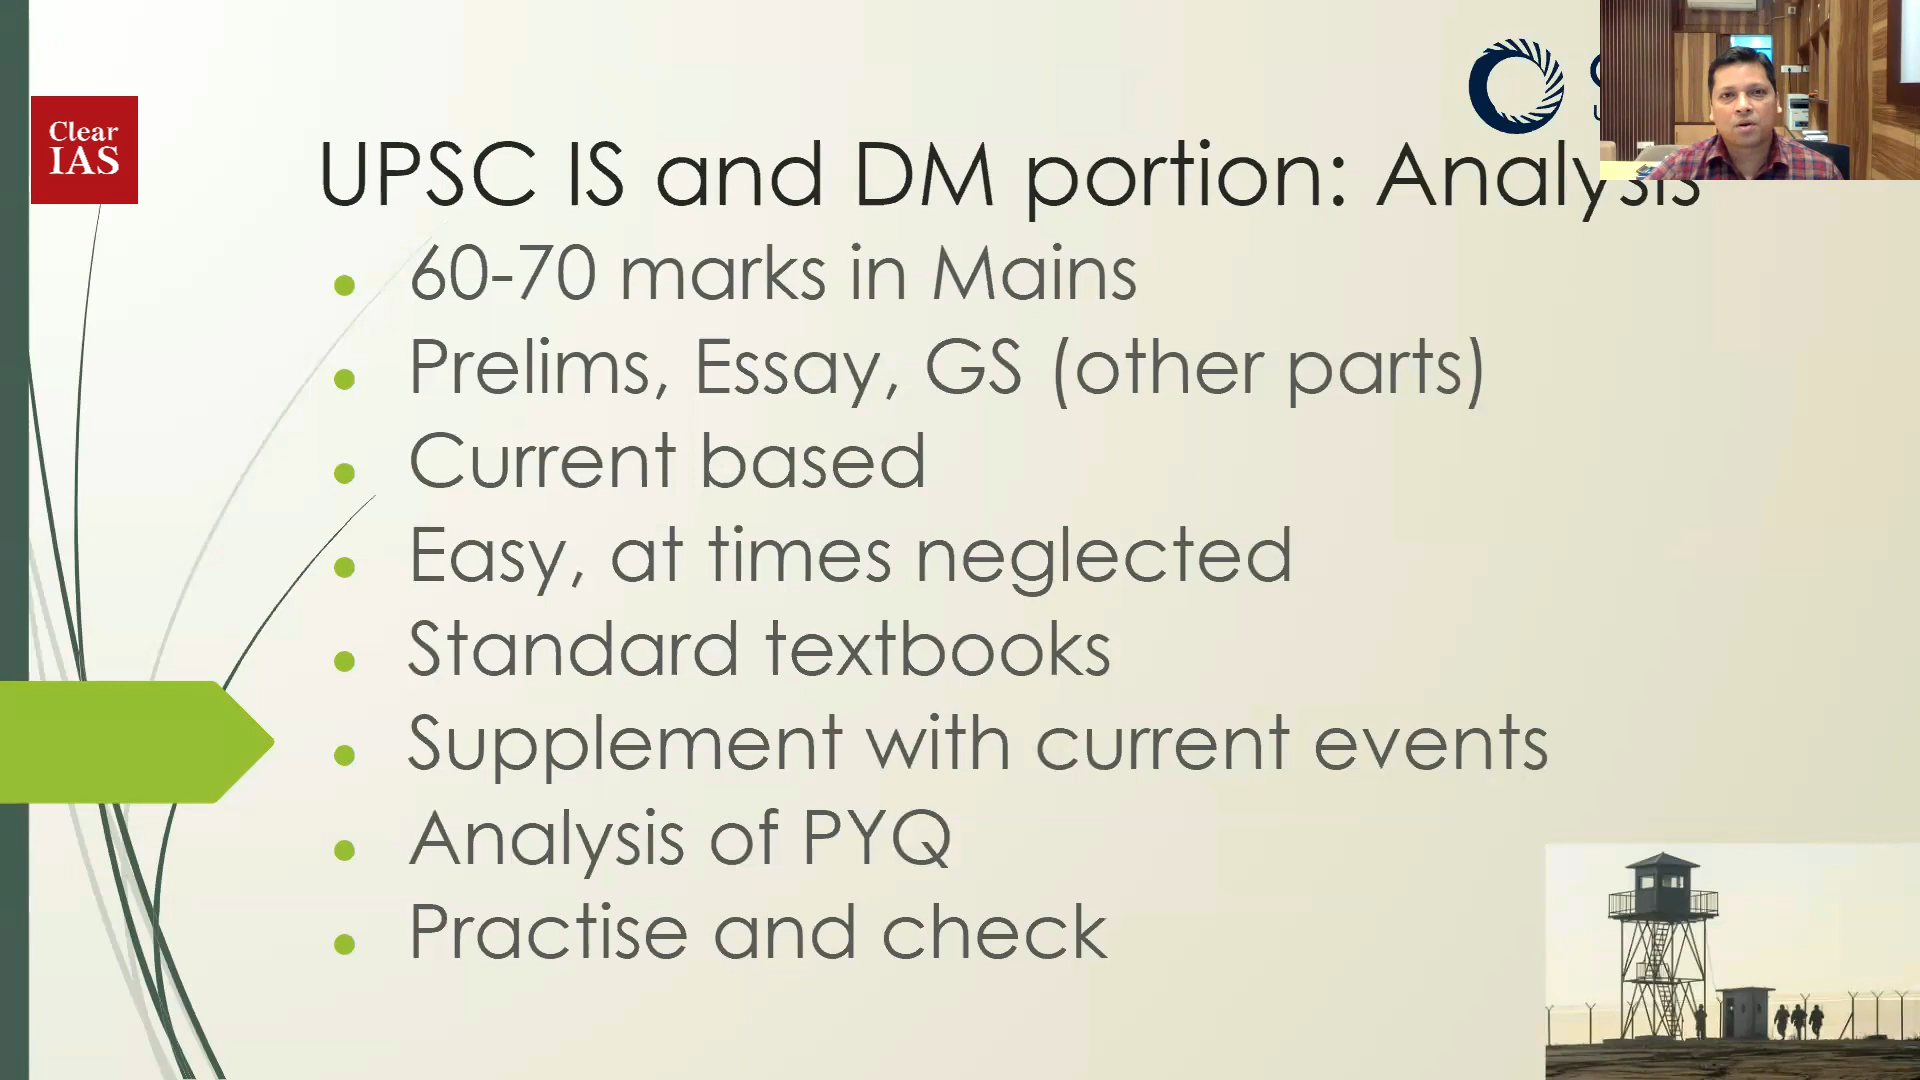 Clear
IAS
UPSC IS and DM portion: Analysis
60-70 marks in Mains
Prelims, Essay, GS (other parts)
Current based
Easy, at times neglected
Standard textbooks
Supplement with current events
Analysis of PYQ
Practise and check